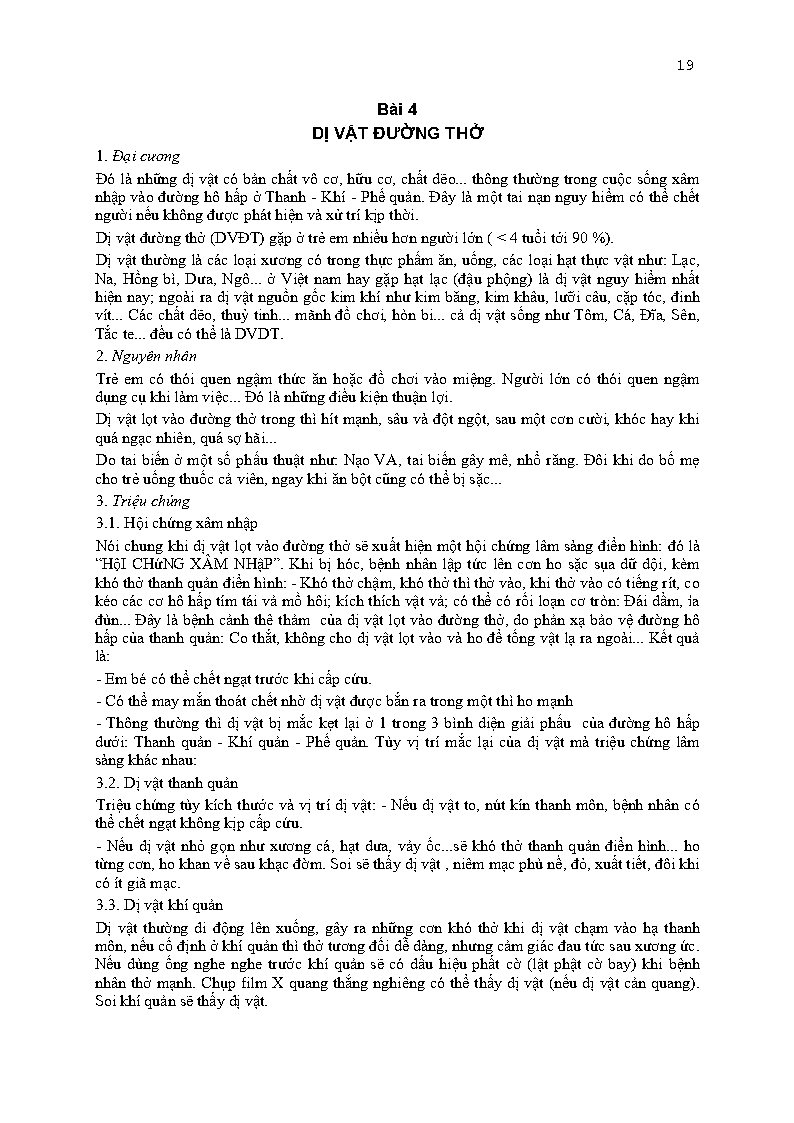 19
Bài 4
DỊ VẬT ĐƯỜNG THỞ
1. Đại cương
Đó là những dị vật có bản chất vô cơ, hữu cơ, chất dẽo... thông thường trong cuộc sống xâm
nhập vào đường hô hấp ở Thanh - Khí - Phế quản. Đây là một tai nạn nguy hiểm có thể chết
người nếu không được phát hiện và xử trí kịp thời.
Dị vật đường thở (DVĐT) gặp ở trẻ em nhiều hơn người lớn ( < 4 tuổi tới 90 %).
Dị vật thường là các loại xương có trong thực phẩm ăn, uống, các loại hạt thực vật như: Lạc,
Na, Hồng bì, Dưa, Ngô... ở Việt nam hay gặp hạt lạc (đậu phộng) là dị vật nguy hiểm nhất
hiện nay; ngoài ra dị vật nguồn gốc kim khí như kim băng, kim khâu, lưỡi câu, cặp tóc, đinh
vít... Các chất dẽo, thuỷ tinh... mãnh đồ chơi, hòn bi... cả dị vật sống như Tôm, Cá, Đĩa, Sên,
Tắc te... đều có thể là DVDT.
2. Nguyên nhân
Trẻ em có thói quen ngậm thức ăn hoặc đồ chơi vào miệng. Người lớn có thói quen ngậm
dụng cụ khi làm việc... Đó là những điều kiện thuận lợi.
Dị vật lọt vào đường thở trong thì hít mạnh, sâu và đột ngột, sau một cơn cười, khóc hay khi
quá ngạc nhiên, quá sợ hãi...
Do tai biến ở một số phẩu thuật như: Nạo VA, tai biến gây mê, nhổ răng. Đôi khi do bố mẹ
cho trẻ uống thuốc cả viên, ngay khi ăn bột cũng có thể bị sặc...
3. Triệu chứng
3.1. Hội chứng xâm nhập
Nói chung khi dị vật lọt vào đường thở sẽ xuất hiện một hội chứng lâm sàng điển hình: đó là
“HộI CHứNG XÂM NHậP”. Khi bị hóc, bệnh nhân lập tức lên cơn ho sặc sụa dữ dội, kèm
khó thở thanh quản điển hình: - Khó thở chậm, khó thở thì thở vào, khi thở vào có tiếng rít, co
kéo các cơ hô hấp tím tái vã mồ hôi; kích thích vật vả; có thể có rối loạn cơ tròn: Đái dầm, ỉa
đùn... Đây là bệnh cảnh thê thảm  của dị vật lọt vào đường thở, do phản xạ bảo vệ đường hô
hấp của thanh quản: Co thắt, không cho dị vật lọt vào và ho để tống vật lạ ra ngoài... Kết quả
là:
- Em bé có thể chết ngạt trước khi cấp cứu.
- Có thể may mắn thoát chết nhờ dị vật được bắn ra trong một thì ho mạnh
- Thông thường thì dị vật bị mắc kẹt lại ở 1 trong 3 bình diện giải phẩu  của đường hô hấp
dưới: Thanh quản - Khí quản - Phế quản. Tùy vị trí mắc lại của dị vật mà triệu chứng lâm
sàng khác nhau:
3.2. Dị vật thanh quản
Triệu chứng tùy kích thước và vị trí dị vật: - Nếu dị vật to, nút kín thanh môn, bệnh nhân có
thể chết ngạt không kịp cấp cứu.
- Nếu dị vật nhỏ gọn như xương cá, hạt dưa, vảy ốc...sẽ khó thở thanh quản điển hình... ho
từng cơn, ho khan về sau khạc đờm. Soi sẽ thấy dị vật , niêm mạc phù nề, đỏ, xuất tiết, đôi khi
có ít giã mạc.
3.3. Dị vật khí quản
Dị vật thường di động lên xuống, gây ra những cơn khó thở khi dị vật chạm vào hạ thanh
môn, nếu cố định ở khí quản thì thở tương đối dễ dàng, nhưng cảm giác đau tức sau xương ức.
Nếu dùng ống nghe nghe trước khí quản sẽ có dấu hiệu phất cờ (lật phật cờ bay) khi bệnh
nhân thở mạnh. Chụp film X quang thẳng nghiêng có thể thấy dị vật (nếu dị vật cản quang).
Soi khí quản sẽ thấy dị vật.